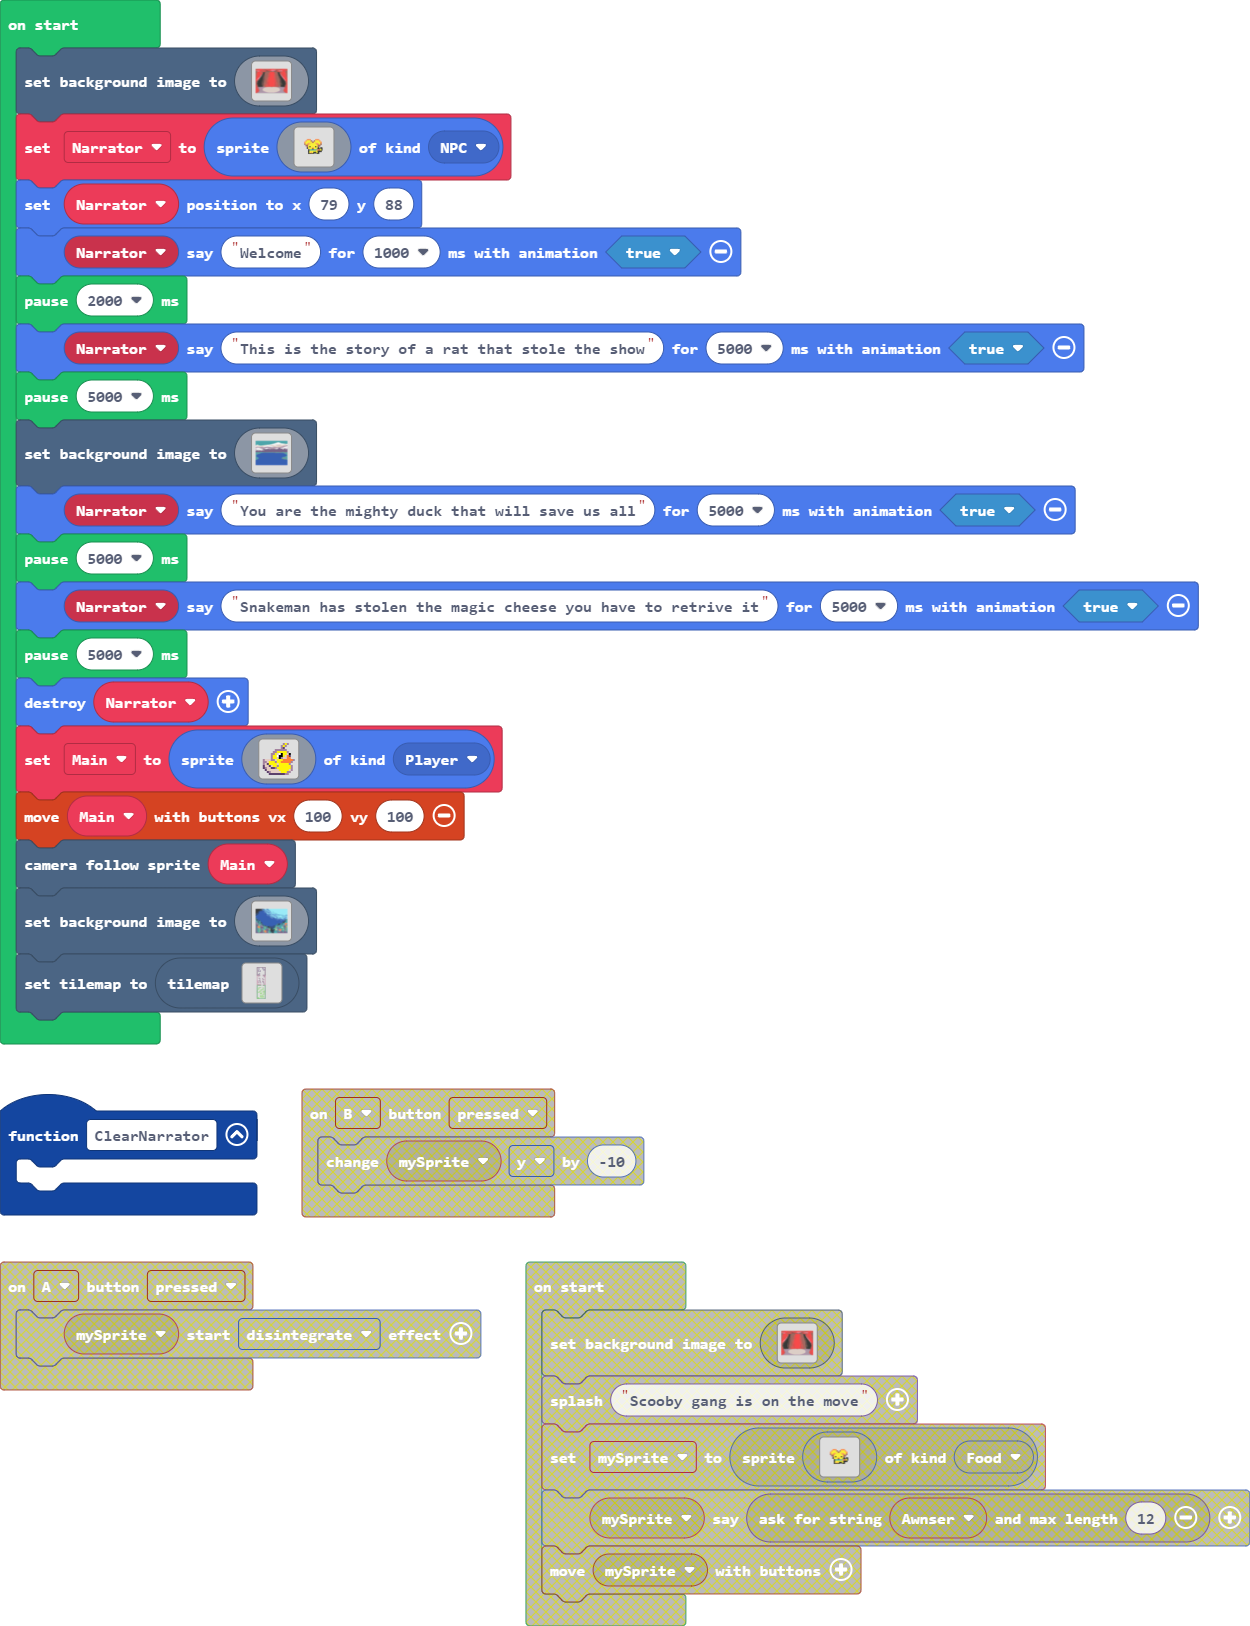 on start
set background image to
set Narrator to sprite of kind NPC
set Narrator position to x 79 y 88
Narrator say "Welcome" for 1000 ms with animation true
pause 2000 ms
Narrator say "This is the story of a rat that stole the show" for 5000 ms with animation true
pause 5000 ms
set background image to
Narrator say "You are the mighty duck that will save us all" for 5000 ms with animation true
pause 5000 ms
Narrator say "Snakeman has stolen the magic cheese you have to retrive it" for 5000 ms with animation true
pause 5000 ms
destroy Narrator
set Main to sprite of kind Player
move Main with buttons vx 100 vy 100
camera follow sprite Main
set background image to
set tilemap to tilemap
function ClearNarrator
on B button pressed
change mySprite y by -10
on A button pressed
mySprite start disintegrate effect
on start
set background image to
splash "Scooby gang is on the move"
set mySprite to sprite of kind Food
mySprite say ask for string Awnser and max length 12
move mySprite with buttons